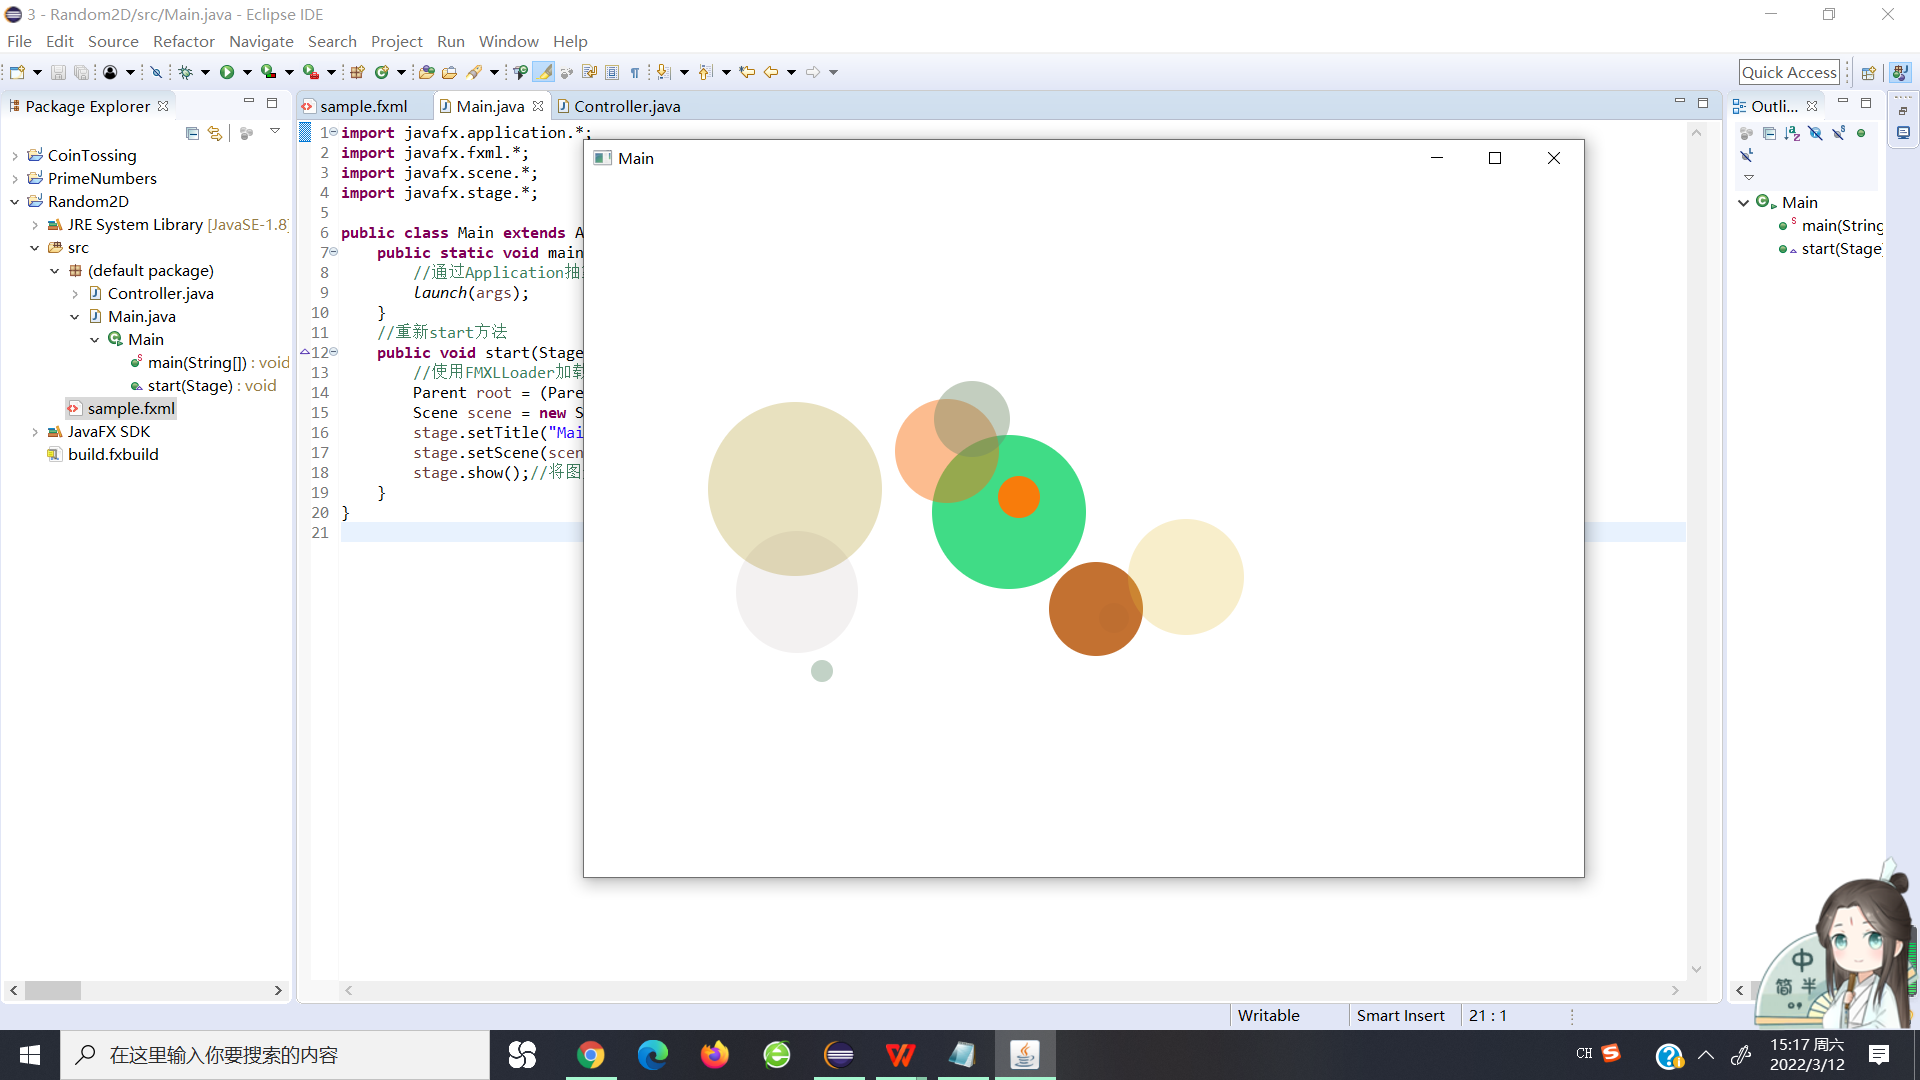 3 - Random2D/src/Main.java - Eclipse IDE
File Edit Source Refactor Navigate Search Project Run Window Help
Quick Access
Package Explorer
CoinTossing
PrimeNumbers
Random2D
JRE System Library [JavaSE-1.8]
src
(default package)
Controller.java
Main.java
Main
main(String[]) : void
start(Stage) : void
sample.fxml
JavaFX SDK
build.fxbuild
sample.fxml Main.java Controller.java
1 import javafx.application.*;
2 import javafx.fxml.*;
3 import javafx.scene.*;
4 import javafx.stage.*;
5
6 public class Main extends A
7 public static void main
8 //通过Application抽
9 launch(args);
10 }
11 //重新start方法
12 public void start(Stage
13 //使用FMXLLoader加载
14 Parent root = (Pare
15 Scene scene = new S
16 stage.setTitle("Mai
17 stage.setScene(scen
18 stage.show();//将图
19 }
20 }
21
Main
Outli...
Main
main(String
start(Stage
中
简 半
Writable Smart Insert 21 : 1
在这里输入你要搜索的内容
CH
15:17 周六
2022/3/12